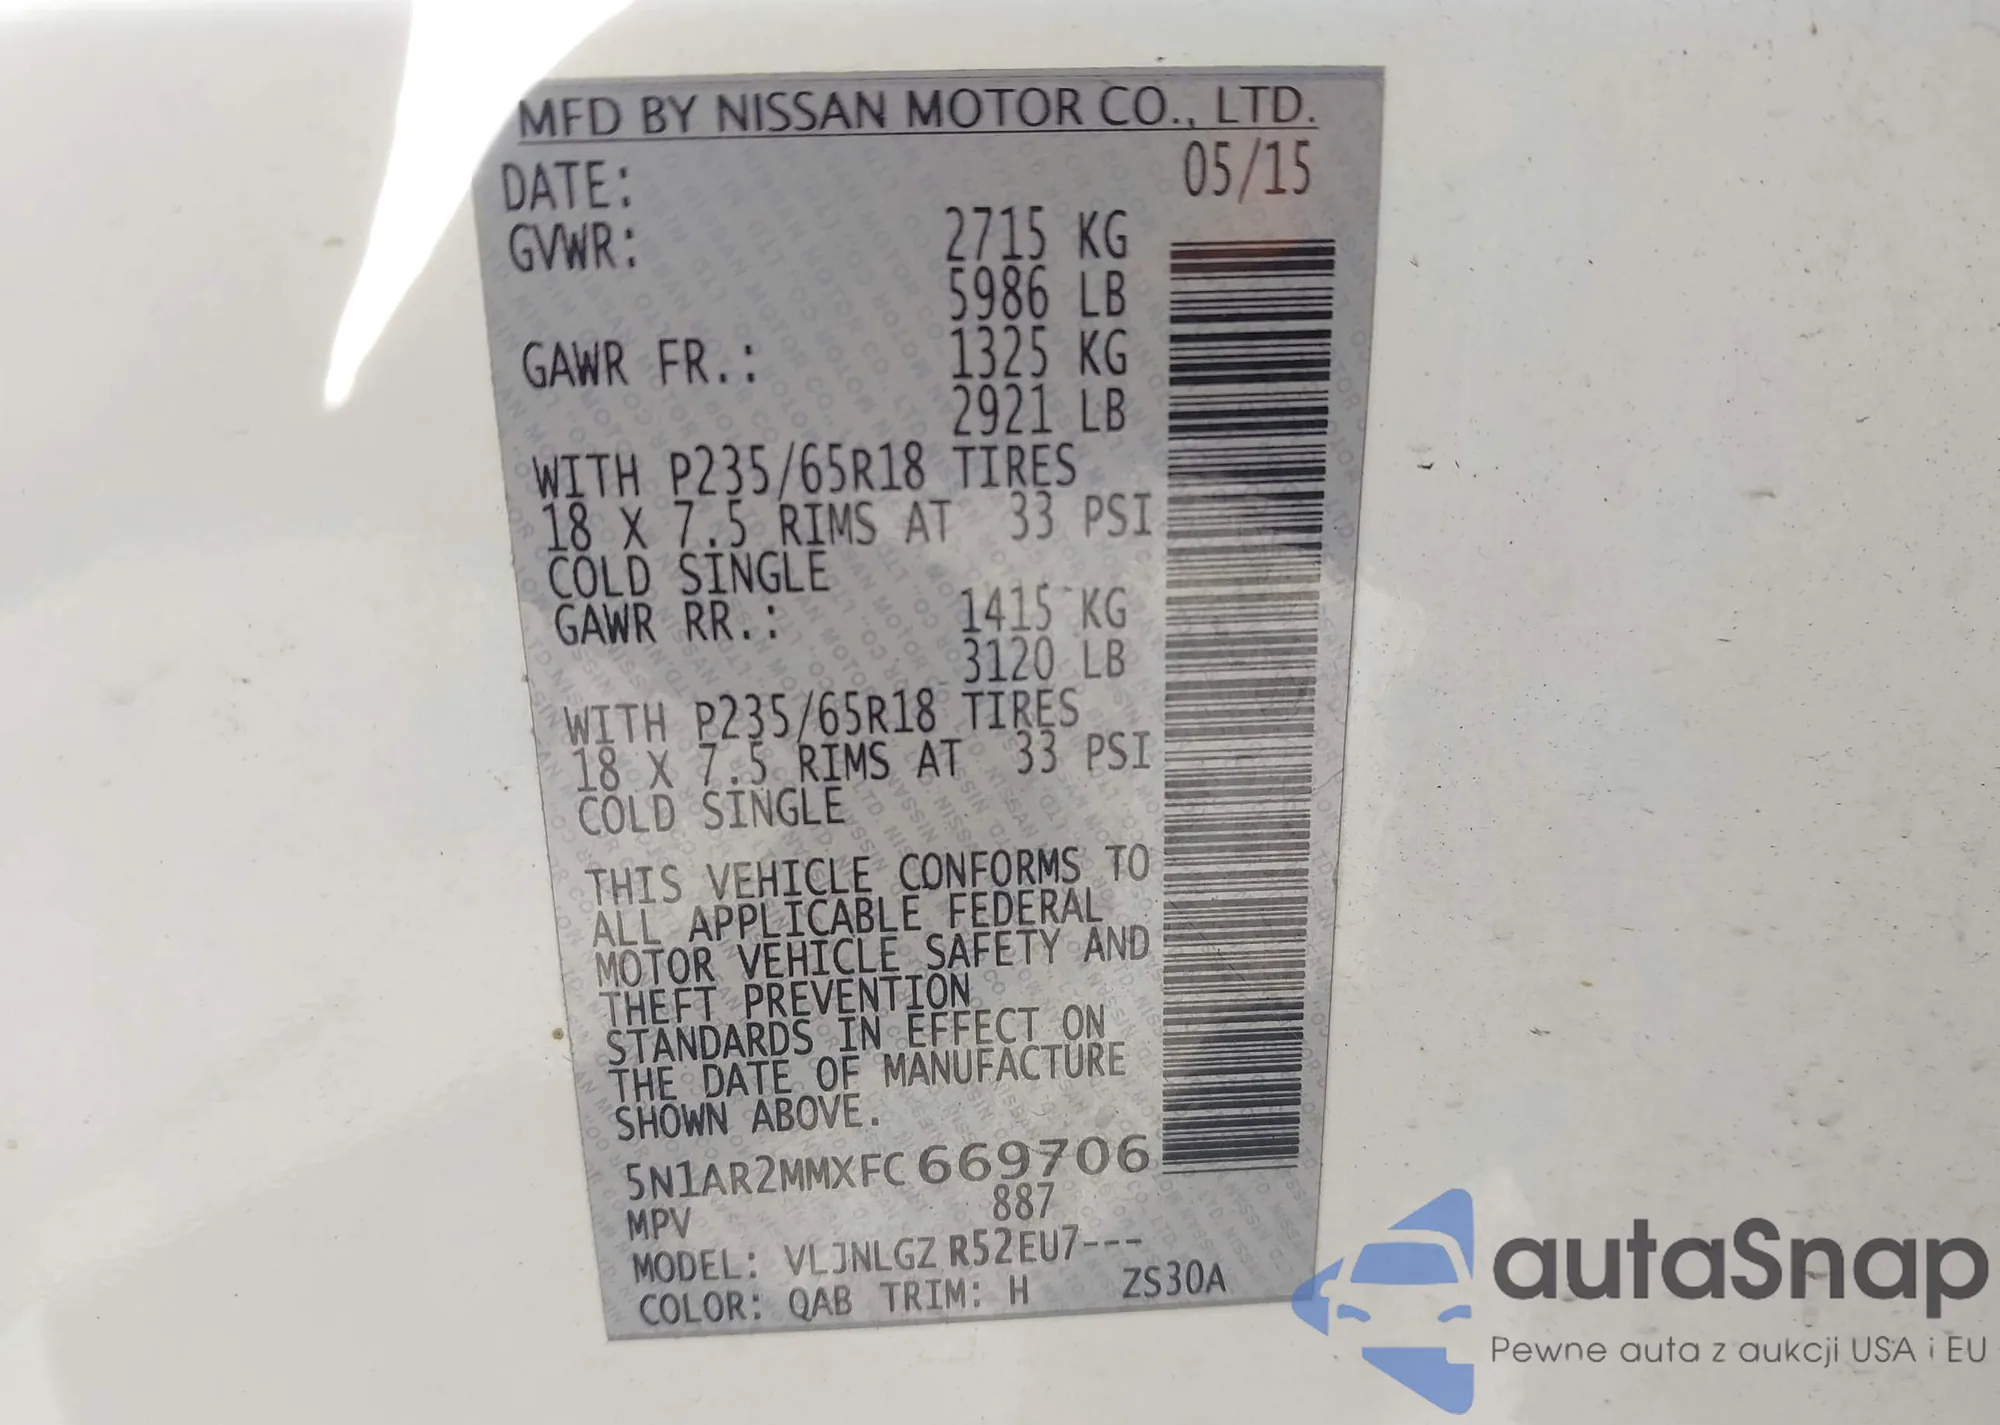 MFD BY NISSAN MOTOR CO., LTD.
DATE: 05/15
GVWR: 2715 KG
5986 LB
GAWR FR.: 1325 KG
2921 LB
WITH P235/65R18 TIRES
18 X 7.5 RIMS AT 33 PSI
COLD SINGLE
GAWR RR.: 1415 KG
3120 LB
WITH P235/65R18 TIRES
18 X 7.5 RIMS AT 33 PSI
COLD SINGLE
THIS VEHICLE CONFORMS TO
ALL APPLICABLE FEDERAL
MOTOR VEHICLE SAFETY AND
THEFT PREVENTION
STANDARDS IN EFFECT ON
THE DATE OF MANUFACTURE
SHOWN ABOVE.
5N1AR2MMXFC669706
MPV 887
MODEL: VLJNLGZ R52EU7---
COLOR: QAB TRIM: H ZS30A
autaSnap
Pewne auta z aukcji USA i EU